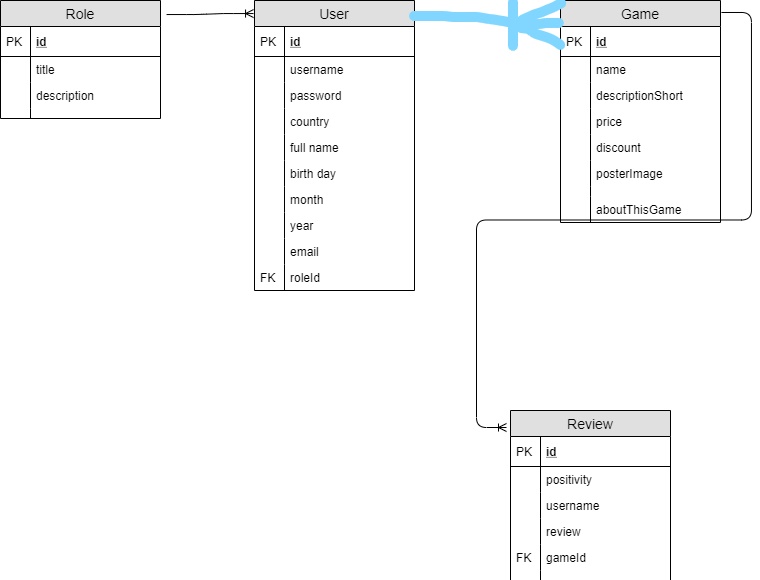 Role
PK id
title
description
User
PK id
username
password
country
full name
birth day
month
year
email
FK roleId
Game
PK id
name
descriptionShort
price
discount
posterImage
aboutThisGame
Review
PK id
positivity
username
review
FK gameId